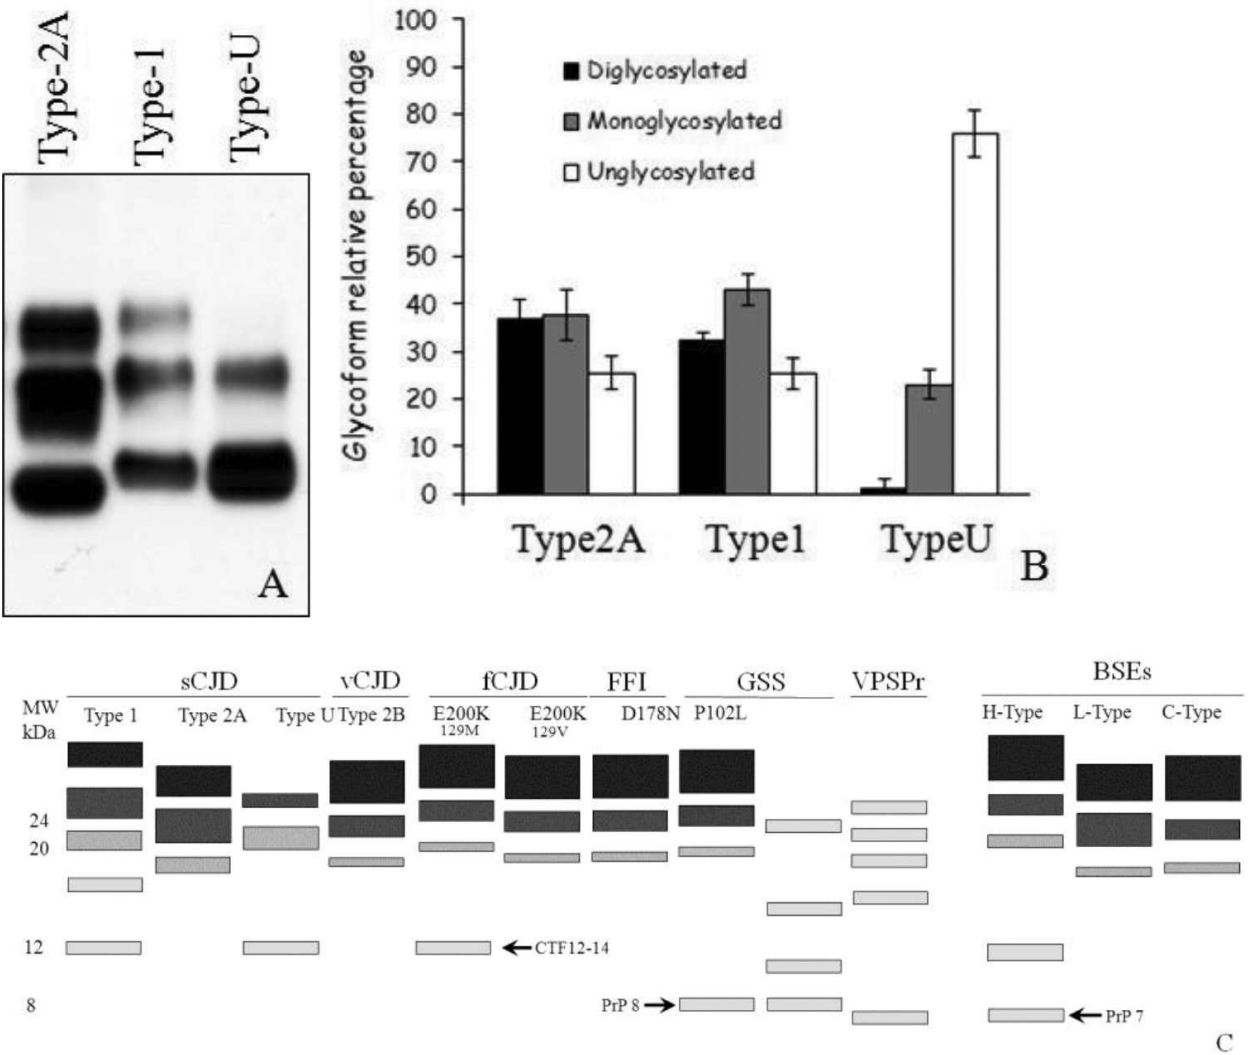 Type-2A
Type-1
Type-U
A
Glycoform relative percentage
100
90
80
70
60
50
40
30
20
10
0
Diglycosylated
Monoglycosylated
Unglycosylated
Type2A Type1 TypeU
B
sCJD vCJD fCJD FFI GSS VPSPr BSEs
MW
kDa
Type 1 Type 2A Type U Type 2B E200K E200K D178N P102L H-Type L-Type C-Type
129M 129V
24
20
12
CTF12-14
8
PrP 8
PrP 7
C